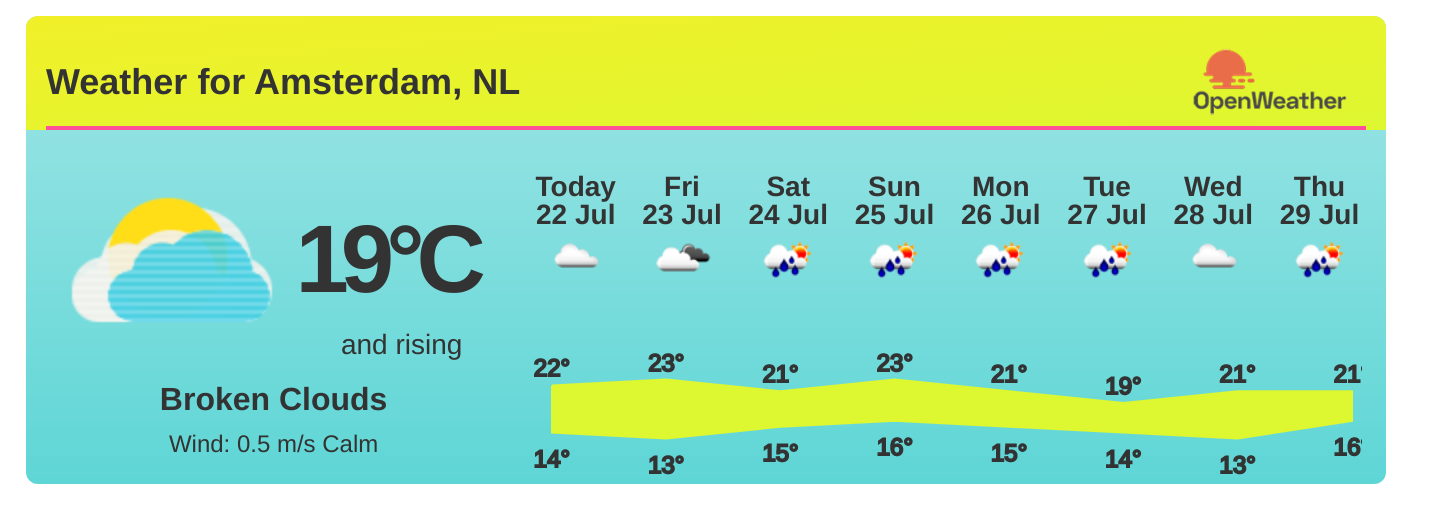 Weather for Amsterdam, NL
OpenWeather
19°C
and rising
Broken Clouds
Wind: 0.5 m/s Calm
Today Fri Sat Sun Mon Tue Wed Thu
22 Jul 23 Jul 24 Jul 25 Jul 26 Jul 27 Jul 28 Jul 29 Jul
22° 23° 21° 23° 21° 19° 21° 21°
14° 13° 15° 16° 15° 14° 13° 16°